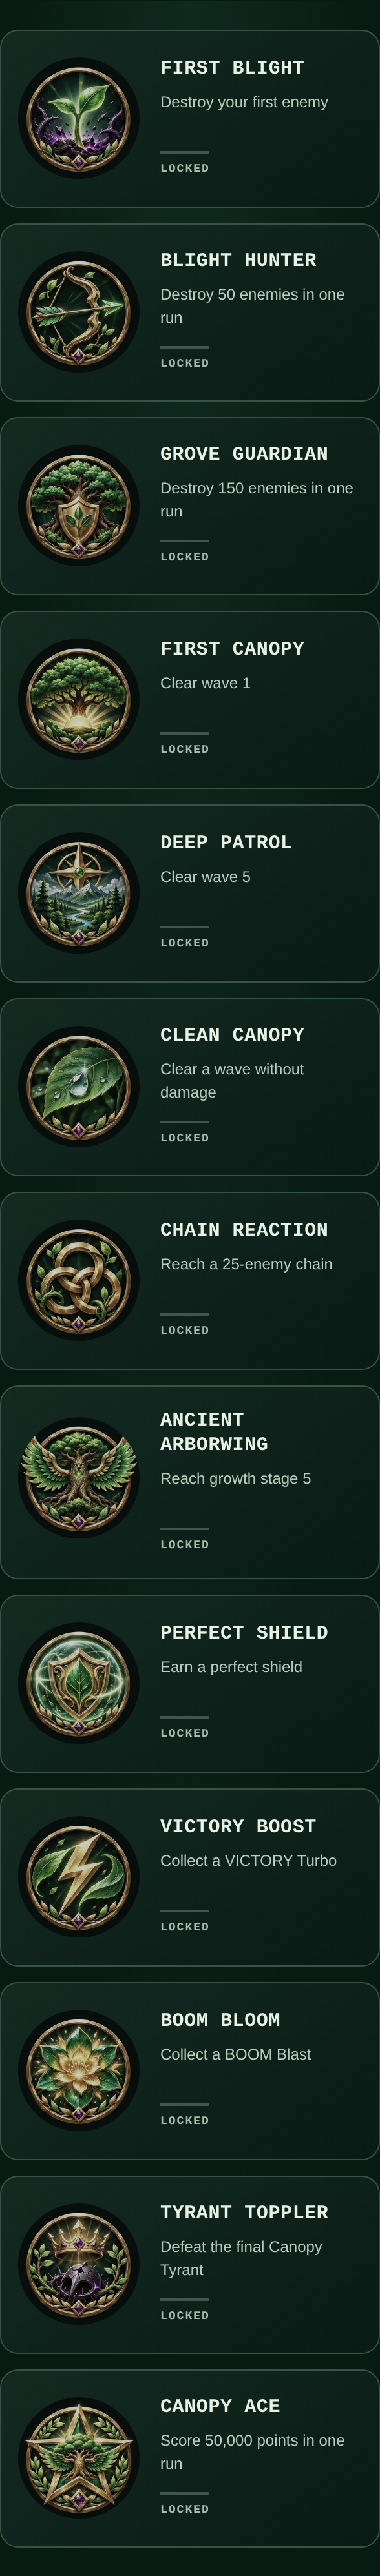 FIRST BLIGHT
Destroy your first enemy
LOCKED
BLIGHT HUNTER
Destroy 50 enemies in one
run
LOCKED
GROVE GUARDIAN
Destroy 150 enemies in one
run
LOCKED
FIRST CANOPY
Clear wave 1
LOCKED
DEEP PATROL
Clear wave 5
LOCKED
CLEAN CANOPY
Clear a wave without
damage
LOCKED
CHAIN REACTION
Reach a 25-enemy chain
LOCKED
ANCIENT
ARBORWING
Reach growth stage 5
LOCKED
PERFECT SHIELD
Earn a perfect shield
LOCKED
VICTORY BOOST
Collect a VICTORY Turbo
LOCKED
BOOM BLOOM
Collect a BOOM Blast
LOCKED
TYRANT TOPPLER
Defeat the final Canopy
Tyrant
LOCKED
CANOPY ACE
Score 50,000 points in one
run
LOCKED